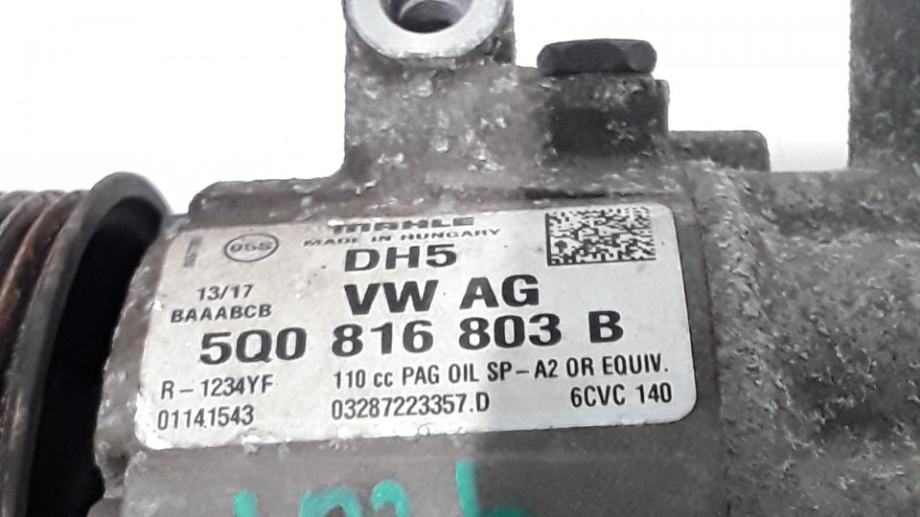 MAHLE
MADE IN HUNGARY
05S
DH5
13/17
BAAABCB
VW AG
5Q0 816 803 B
R-1234YF
110 cc PAG OIL SP-A2 OR EQUIV.
01141543
03287223357.D
6CVC 140